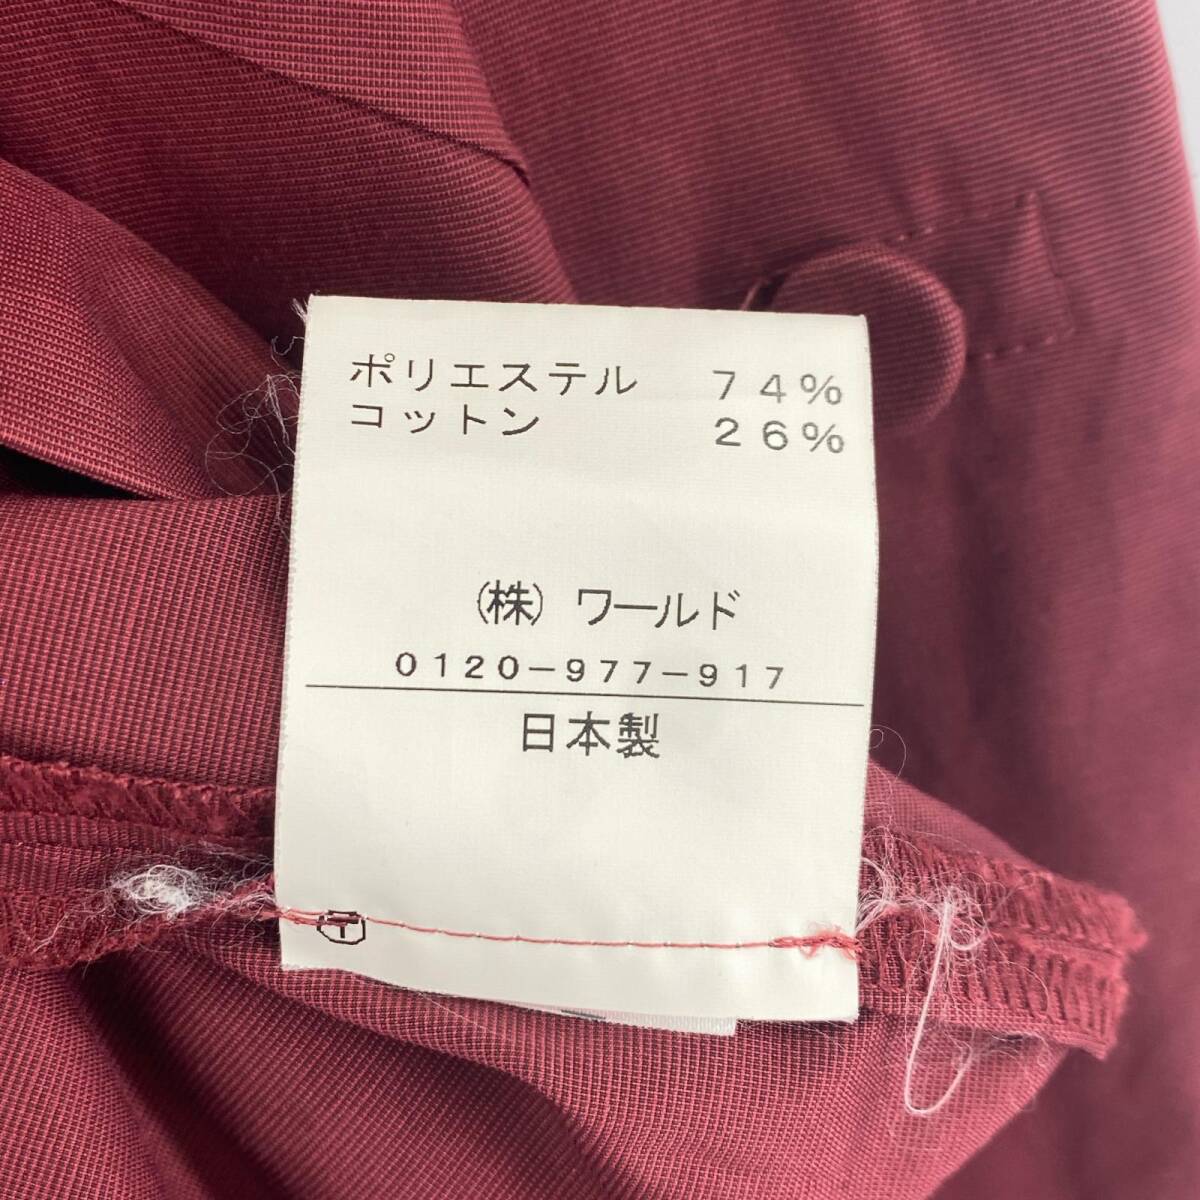 ポリエステル 74%
コットン 26%
(株) ワールド
0120-977-917
日本製